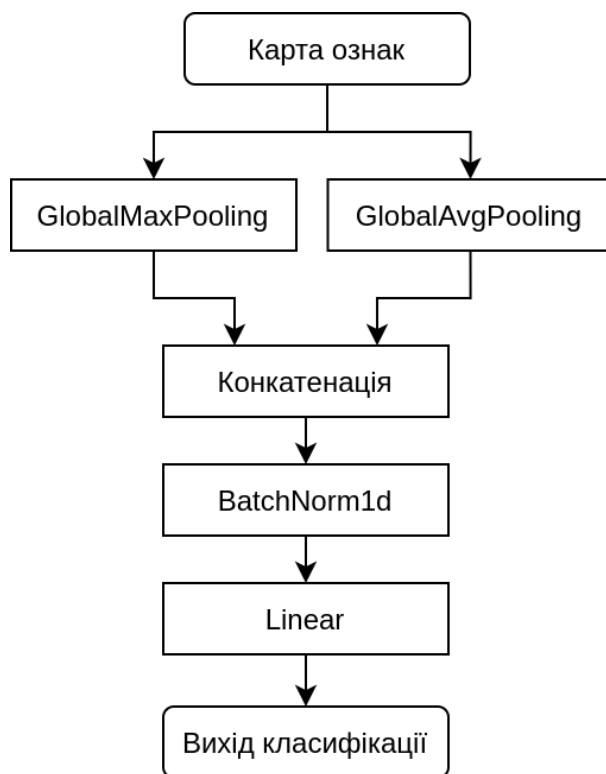 Карта ознак
GlobalMaxPooling
GlobalAvgPooling
Конкатенація
BatchNorm1d
Linear
Вихід класифікації